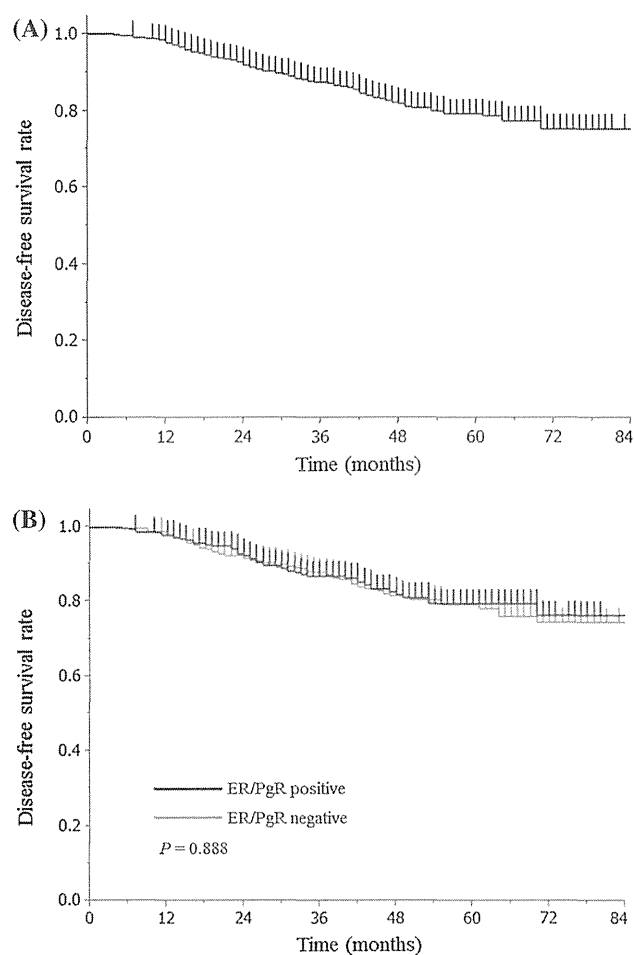 (A)
1.0
0.8
0.6
0.4
0.2
0.0
Disease-free survival rate
0 12 24 36 48 60 72 84
Time (months)
(B)
1.0
0.8
0.6
0.4
0.2
0.0
Disease-free survival rate
ER/PgR positive
ER/PgR negative
P = 0.888
0 12 24 36 48 60 72 84
Time (months)